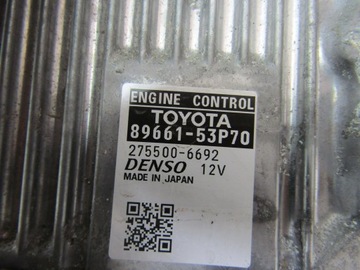 ENGINE CONTROL
TOYOTA
89661-53P70
275500-6692
DENSO 12V
MADE IN JAPAN